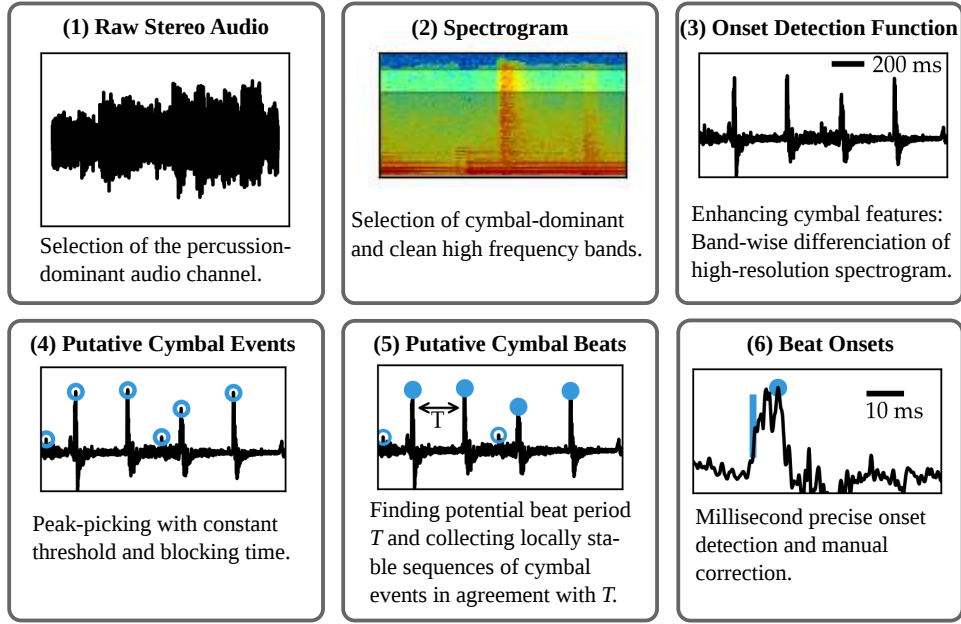 (1) Raw Stereo Audio
Selection of the percussion-
dominant audio channel.
(2) Spectrogram
Selection of cymbal-dominant
and clean high frequency bands.
(3) Onset Detection Function
200 ms
Enhancing cymbal features:
Band-wise differenciation of
high-resolution spectrogram.
(4) Putative Cymbal Events
Peak-picking with constant
threshold and blocking time.
(5) Putative Cymbal Beats
T
Finding potential beat period
T and collecting locally sta-
ble sequences of cymbal
events in agreement with T.
(6) Beat Onsets
10 ms
Millisecond precise onset
detection and manual
correction.